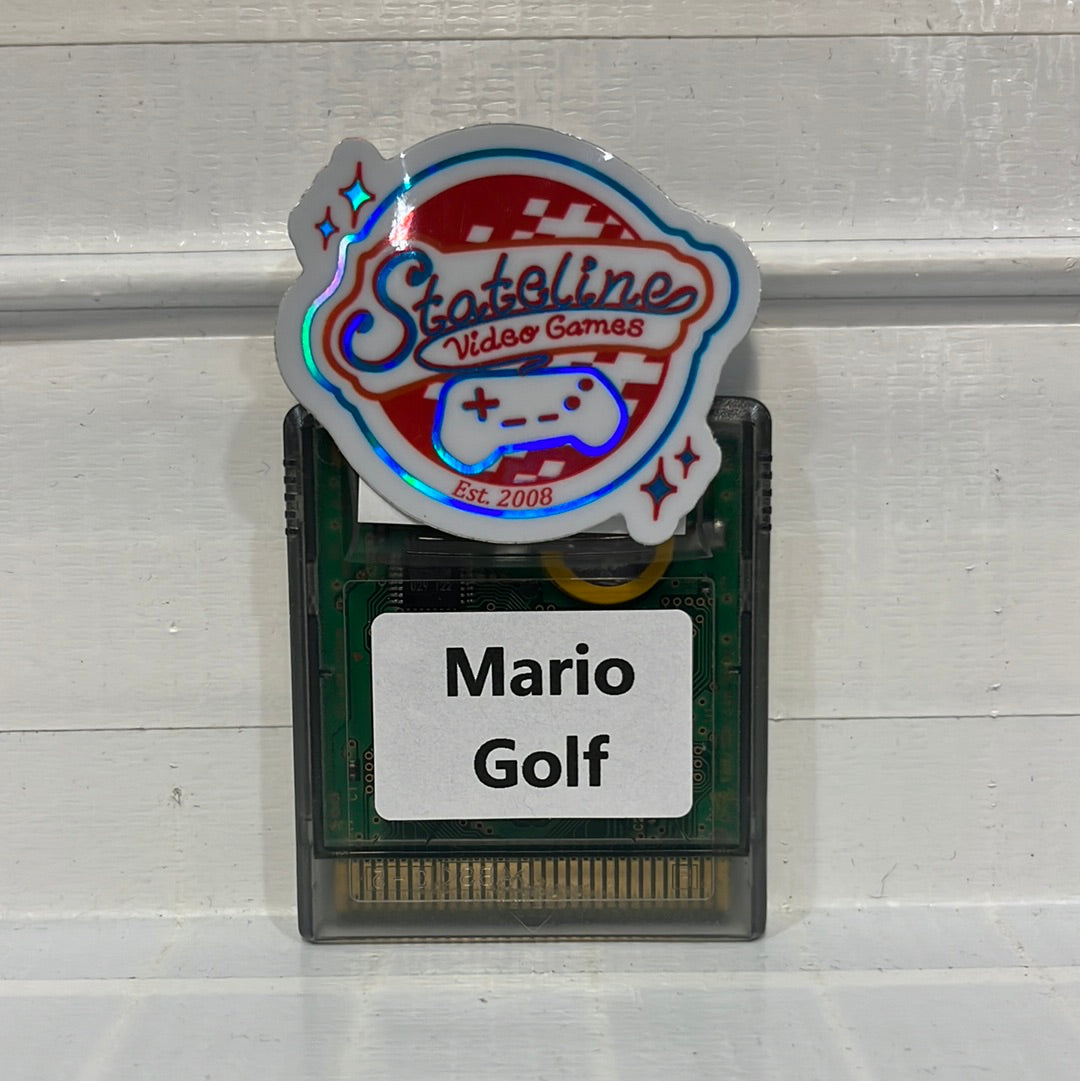 Stateline
Video Games
Est. 2008
Mario
Golf